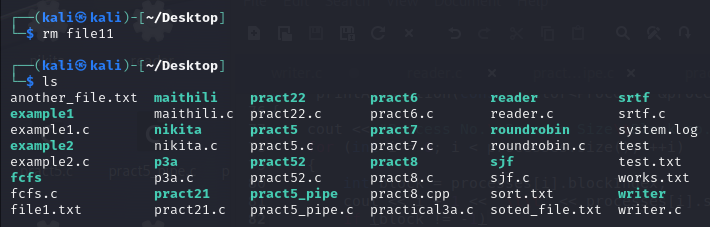 ┌──(kali㉿kali)-[~/Desktop]
└─$ rm file11
┌──(kali㉿kali)-[~/Desktop]
└─$ ls
another_file.txt maithili pract22 pract6 reader srtf
example1 maithili.c pract22.c pract6.c reader.c srtf.c
example1.c nikita pract5 pract7 roundrobin system.log
example2 nikita.c pract5.c pract7.c roundrobin.c test
example2.c p3a pract52 pract8 sjf test.txt
fcfs p3a.c pract52.c pract8.c sjf.c works.txt
fcfs.c pract21 pract5_pipe pract8.cpp sort.txt writer
file1.txt pract21.c pract5_pipe.c practical3a.c soted_file.txt writer.c